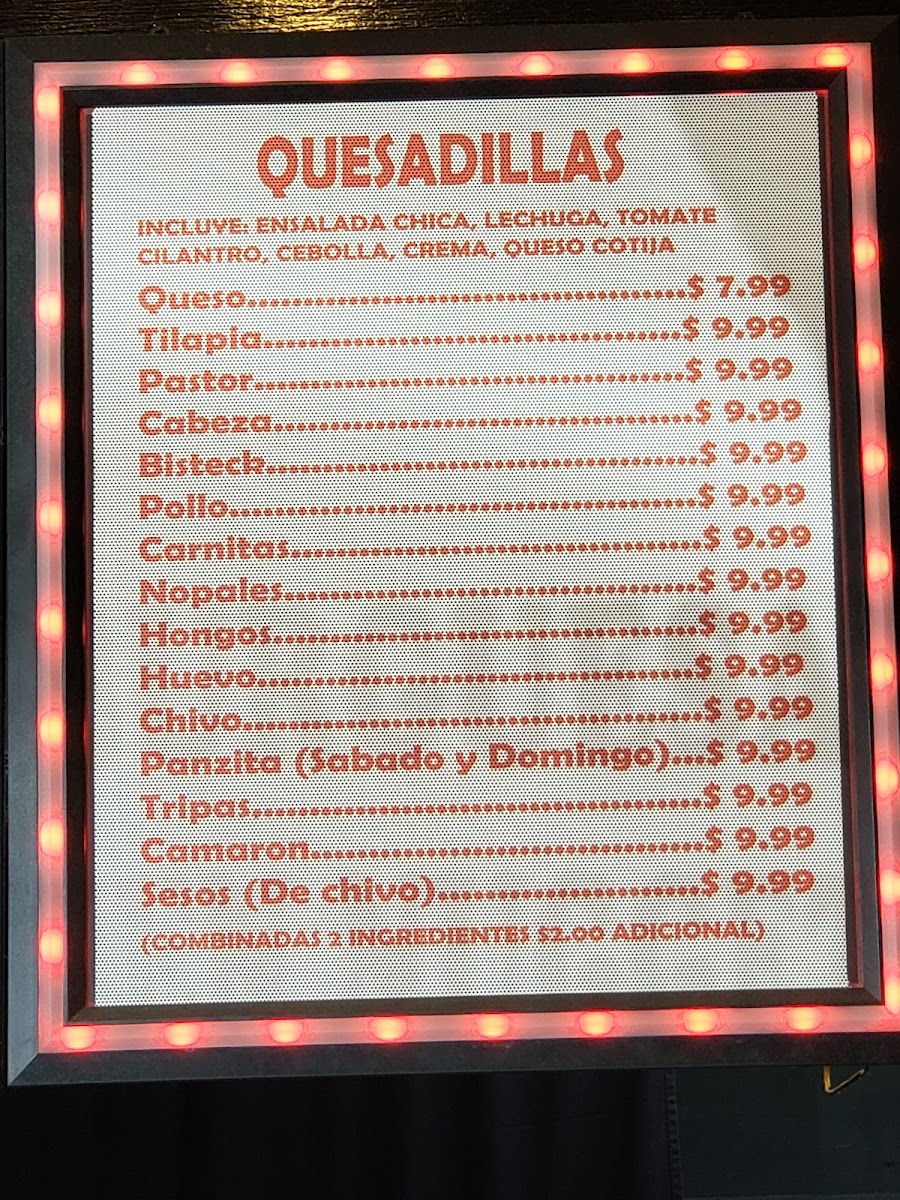 QUESADILLAS
INCLUYE: ENSALADA CHICA, LECHUGA, TOMATE
CILANTRO, CEBOLLA, CREMA, QUESO COTIJA
Queso......................................$ 7.99
Tilapia....................................$ 9.99
Pastor.....................................$ 9.99
Cabeza....................................$ 9.99
Bisteck.....................................$ 9.99
Pollo........................................$ 9.99
Carnitas...................................$ 9.99
Nopales...................................$ 9.99
Hongos....................................$ 9.99
Huevo.....................................$ 9.99
Chivo.......................................$ 9.99
Panzita (Sabado y Domingo)...$ 9.99
Tripas......................................$ 9.99
Camaron.................................$ 9.99
Sesos (De chivo)......................$ 9.99
(COMBINADAS 2 INGREDIENTES $2.00 ADICIONAL)